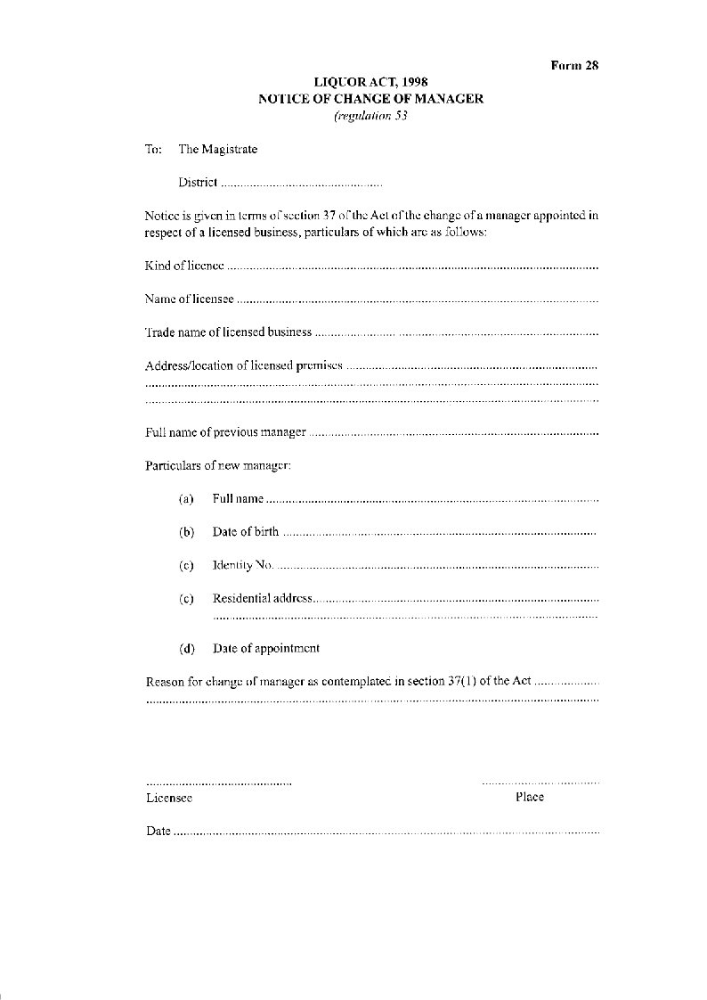 Form 28
LIQUOR ACT, 1998
NOTICE OF CHANGE OF MANAGER
(regulation 53
To: The Magistrate
District .................................................
Notice is given in terms of section 37 of the Act of the change of a manager appointed in
respect of a licensed business, particulars of which are as follows:
Kind of licence ..................................................................................................................
Name of licensee ...............................................................................................................
Trade name of licensed business .......................................................................................
Address/location of licensed premises .............................................................................
...........................................................................................................................................
...........................................................................................................................................
Full name of previous manager .........................................................................................
Particulars of new manager:
(a) Full name ......................................................................................................
(b) Date of birth ................................................................................................
(c) Identity No. ...................................................................................................
(c) Residential address........................................................................................
......................................................................................................................
(d) Date of appointment
Reason for change of manager as contemplated in section 37(1) of the Act ....................
...........................................................................................................................................
............................................. ....................................
Licensee Place
Date ...................................................................................................................................